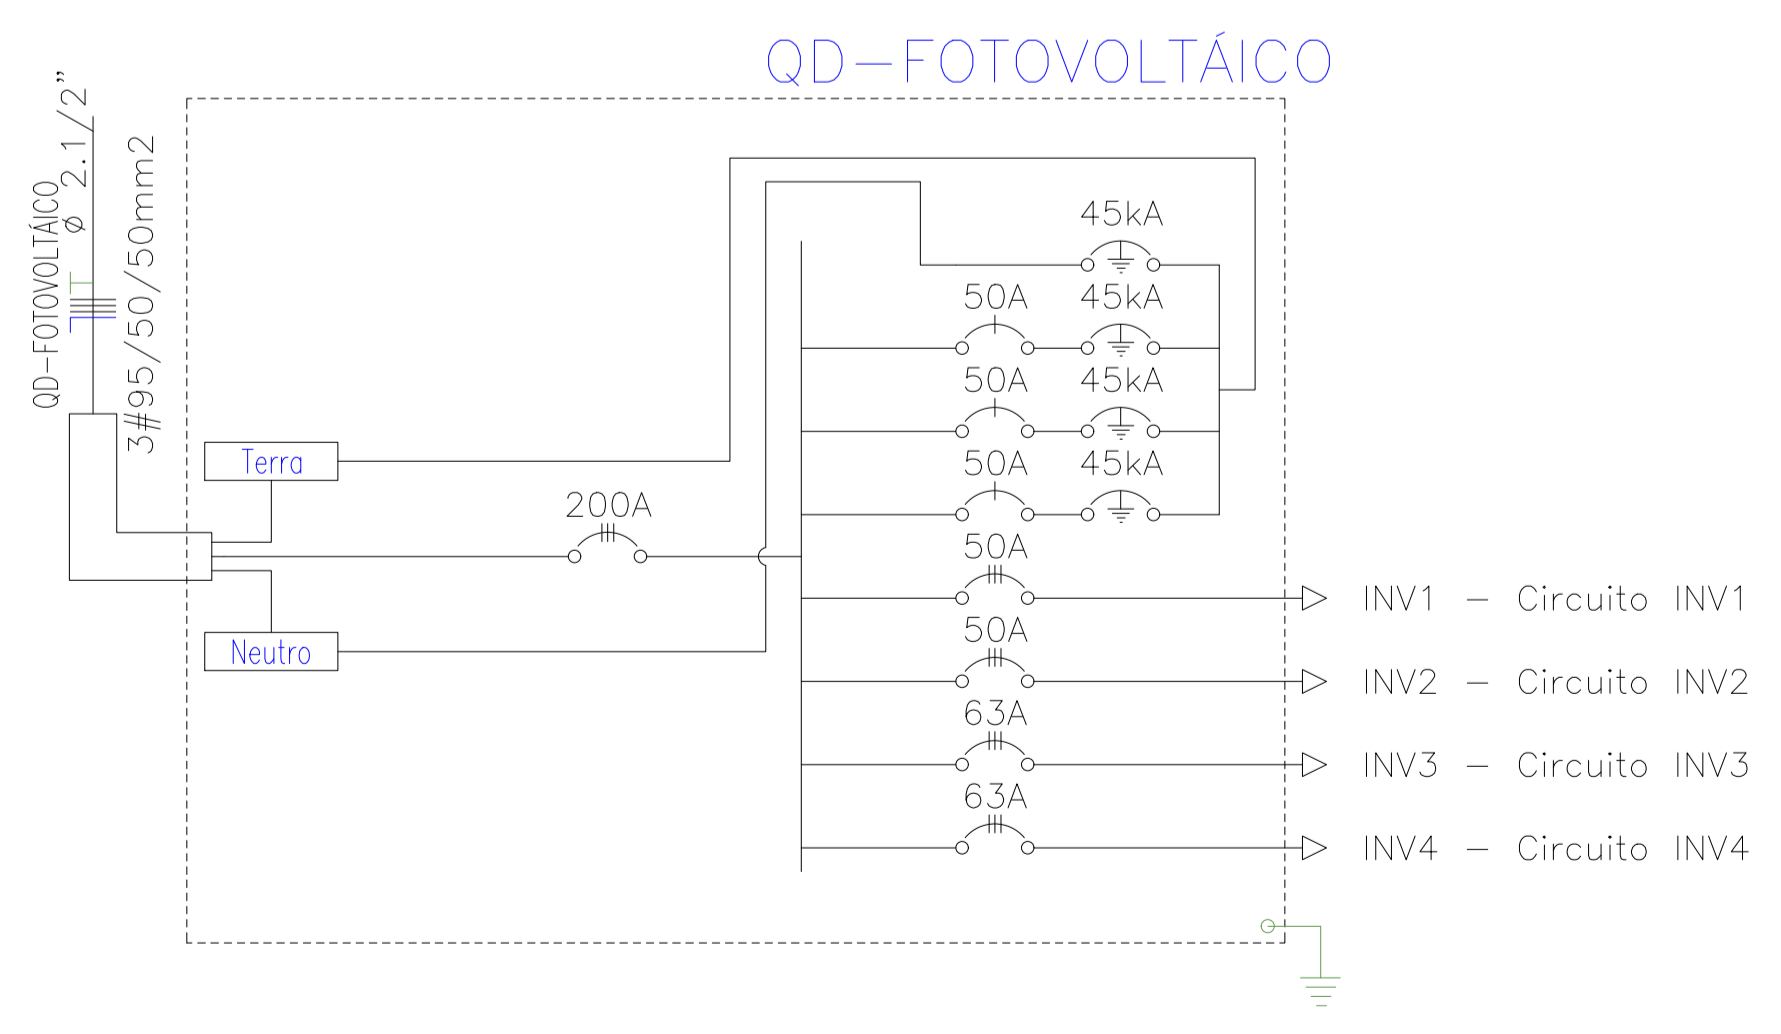 QD-FOTOVOLTÁICO
QD-FOTOVOLTÁICO
Ø 2.1/2"
3#95/50/50mm2
45kA
50A 45kA
50A 45kA
Terra
50A 45kA
200A
50A
INV1 - Circuito INV1
50A
Neutro
INV2 - Circuito INV2
63A
INV3 - Circuito INV3
63A
INV4 - Circuito INV4